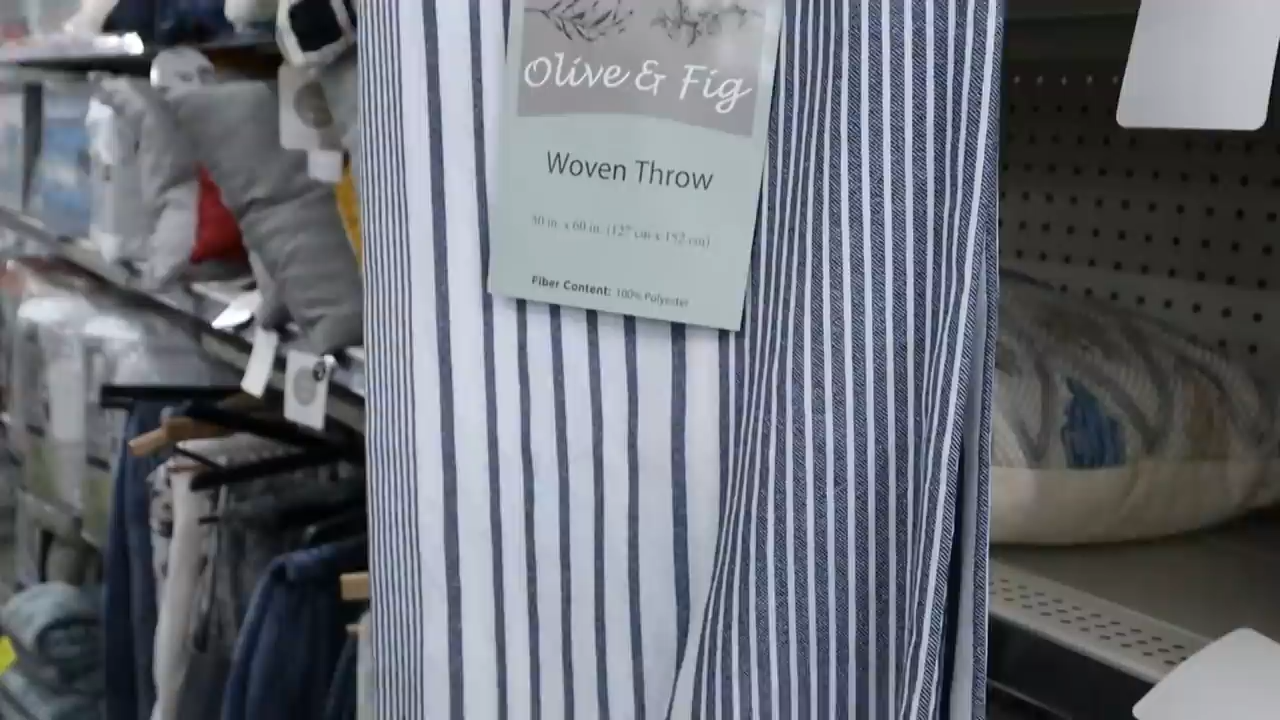 Olive & Fig
Woven Throw
50 in. x 60 in. (127 cm x 152 cm)
Fiber Content: 100% Polyester